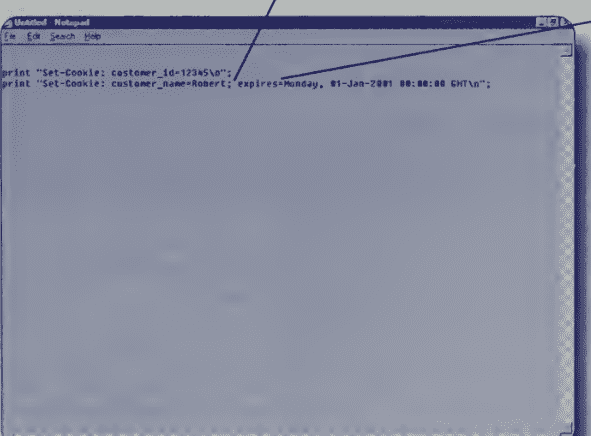 Untitled - Notepad
File Edit Search Help
print "Set-Cookie: customer_id=12345\n";
print "Set-Cookie: customer_name=Robert; expires=Monday, 01-Jan-2001 00:00:00 GMT\n";